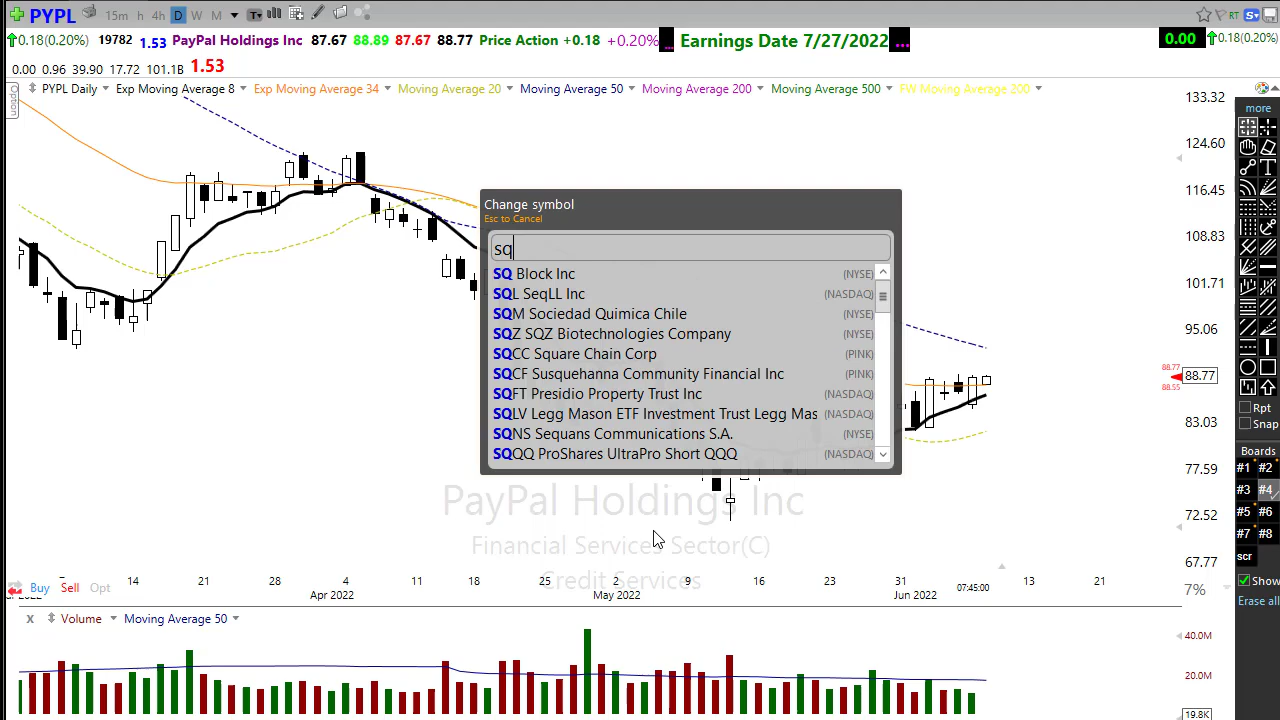 PYPL 15m h 4h D W M
0.18(0.20%) 19782 1.53 PayPal Holdings Inc 87.67 88.89 87.67 88.77 Price Action +0.18 +0.20% ... Earnings Date 7/27/2022 ... 0.00 0.18(0.20%)
RT S
0.00 0.96 39.90 17.72 101.1B 1.53
Option
PYPL Daily Exp Moving Average 8 Exp Moving Average 34 Moving Average 20 Moving Average 50 Moving Average 200 Moving Average 500 FW Moving Average 200
133.32
124.60
116.45
108.83
101.71
95.06
88.77
88.77
88.55
83.03
77.59
72.52
67.77
Change symbol
Esc to Cancel
sq
SQ Block Inc (NYSE)
SQL SeqLL Inc (NASDAQ)
SQM Sociedad Quimica Chile (NYSE)
SQZ SQZ Biotechnologies Company (NYSE)
SQCC Square Chain Corp (PINK)
SQCF Susquehanna Community Financial Inc (PINK)
SQFT Presidio Property Trust Inc (NASDAQ)
SQLV Legg Mason ETF Investment Trust Legg Mas (NASDAQ)
SQNS Sequans Communications S.A. (NYSE)
SQQQ ProShares UltraPro Short QQQ (NASDAQ)
PayPal Holdings Inc
Financial Services Sector(C)
Credit Services
Buy Sell Opt
14 21 28 4 11 18 25 2 9 16 23 31 13 21
07:45:00
Apr 2022 May 2022 Jun 2022
7%
X Volume Moving Average 50
40.0M
20.0M
19.8K
more
T
Rpt
Snap
Boards
#1 #2
#3 #4
#5 #6
#7 #8
scr
Show
Erase all